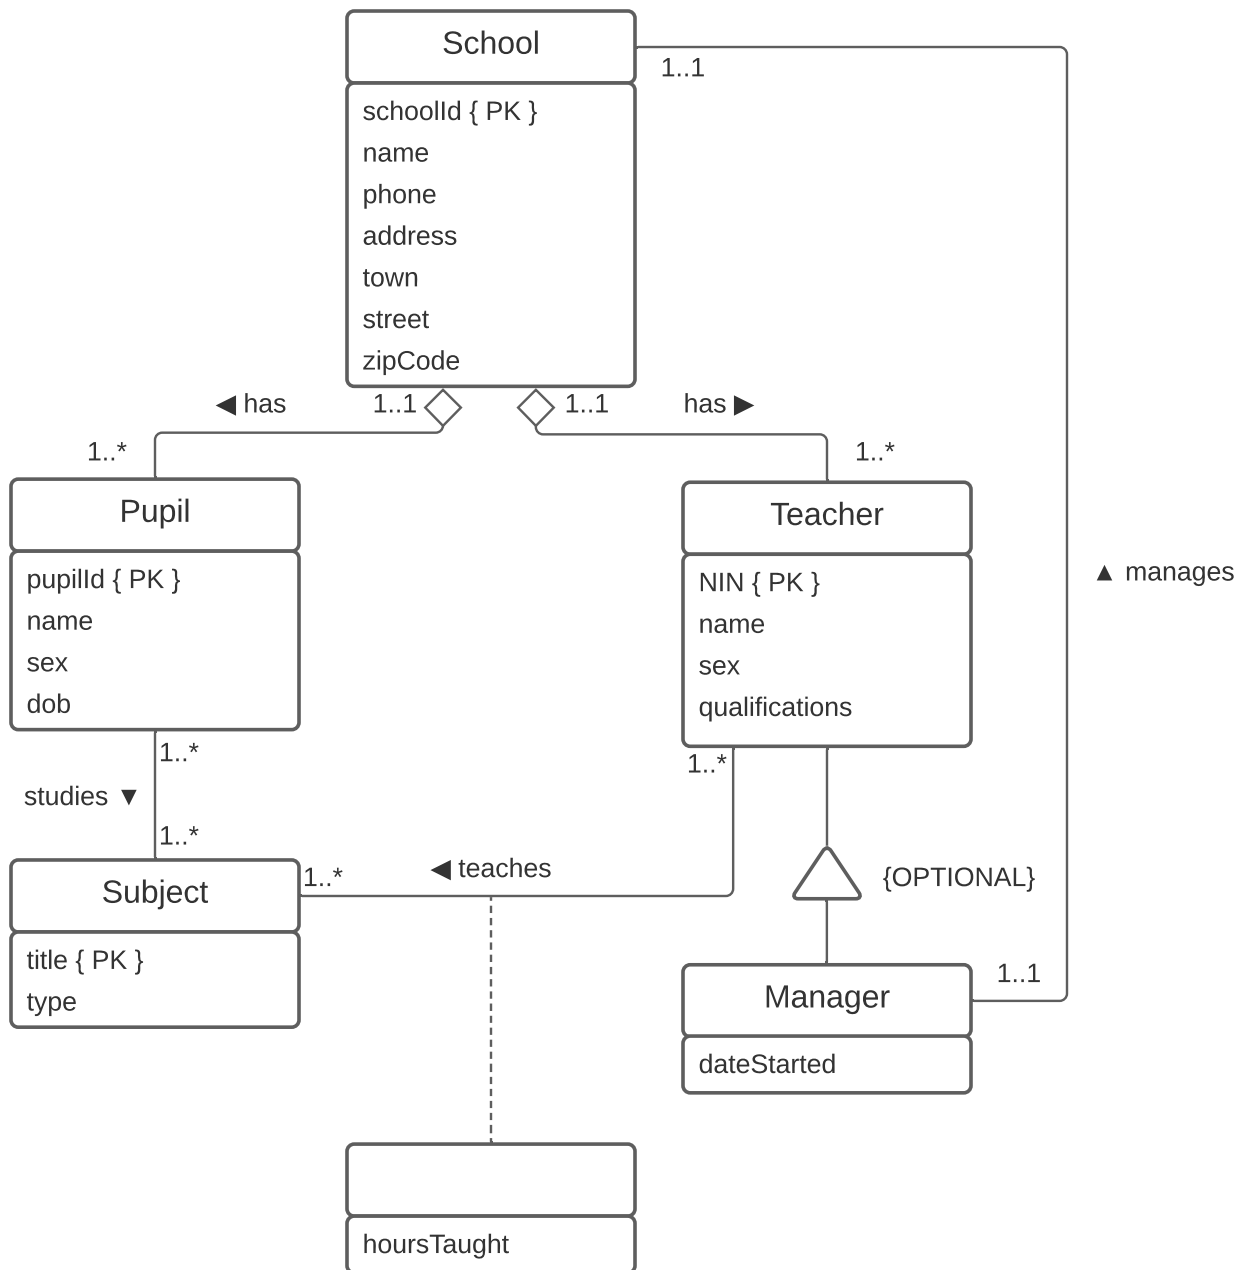 School
1..1
schoolId { PK }
name
phone
address
town
street
zipCode
◀ has
1..1
1..1
has ▶
1..*
1..*
Pupil
pupilId { PK }
name
sex
dob
Teacher
NIN { PK }
name
sex
qualifications
▲ manages
1..*
studies ▼
1..*
1..*
Subject
title { PK }
type
1..*
◀ teaches
{OPTIONAL}
1..1
Manager
dateStarted
hoursTaught